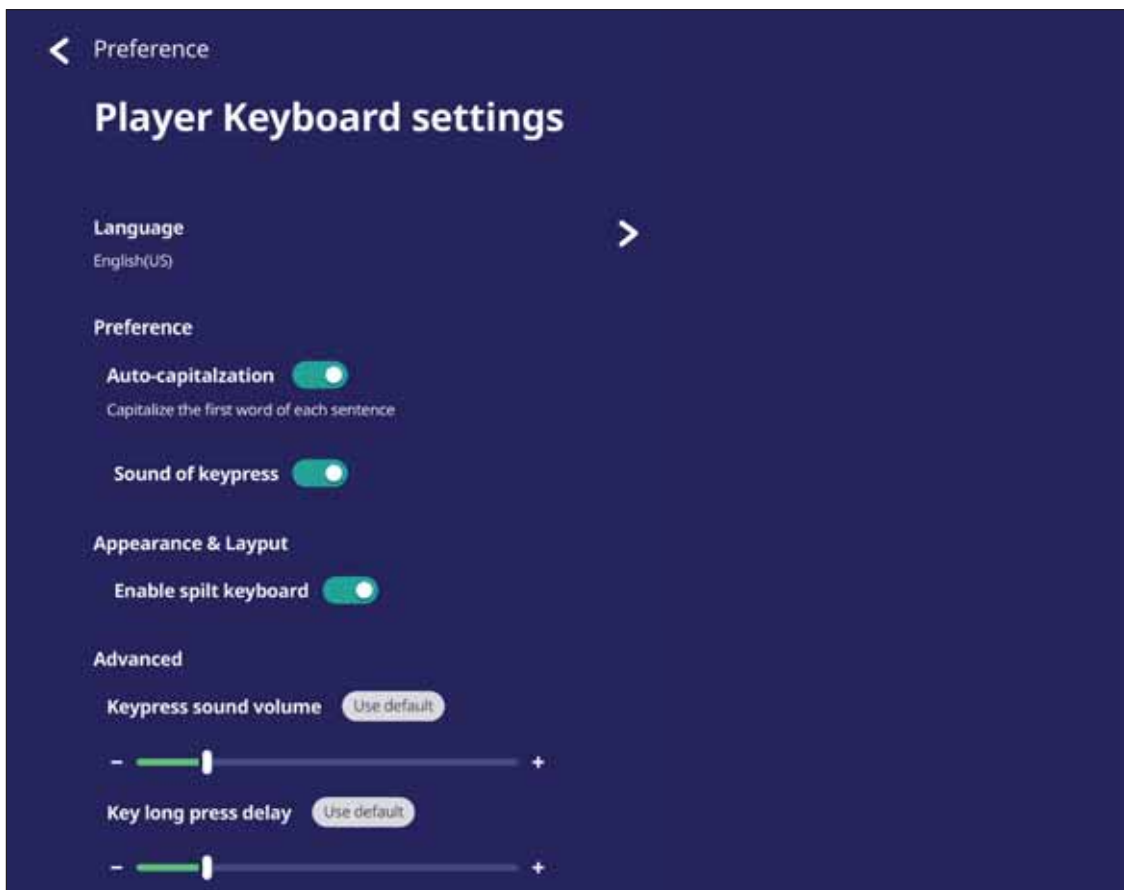 Preference
Player Keyboard settings
Language
English(US)
Preference
Auto-capitalzation
Capitalize the first word of each sentence
Sound of keypress
Appearance & Layput
Enable spilt keyboard
Advanced
Keypress sound volume Use default
- +
Key long press delay Use default
- +